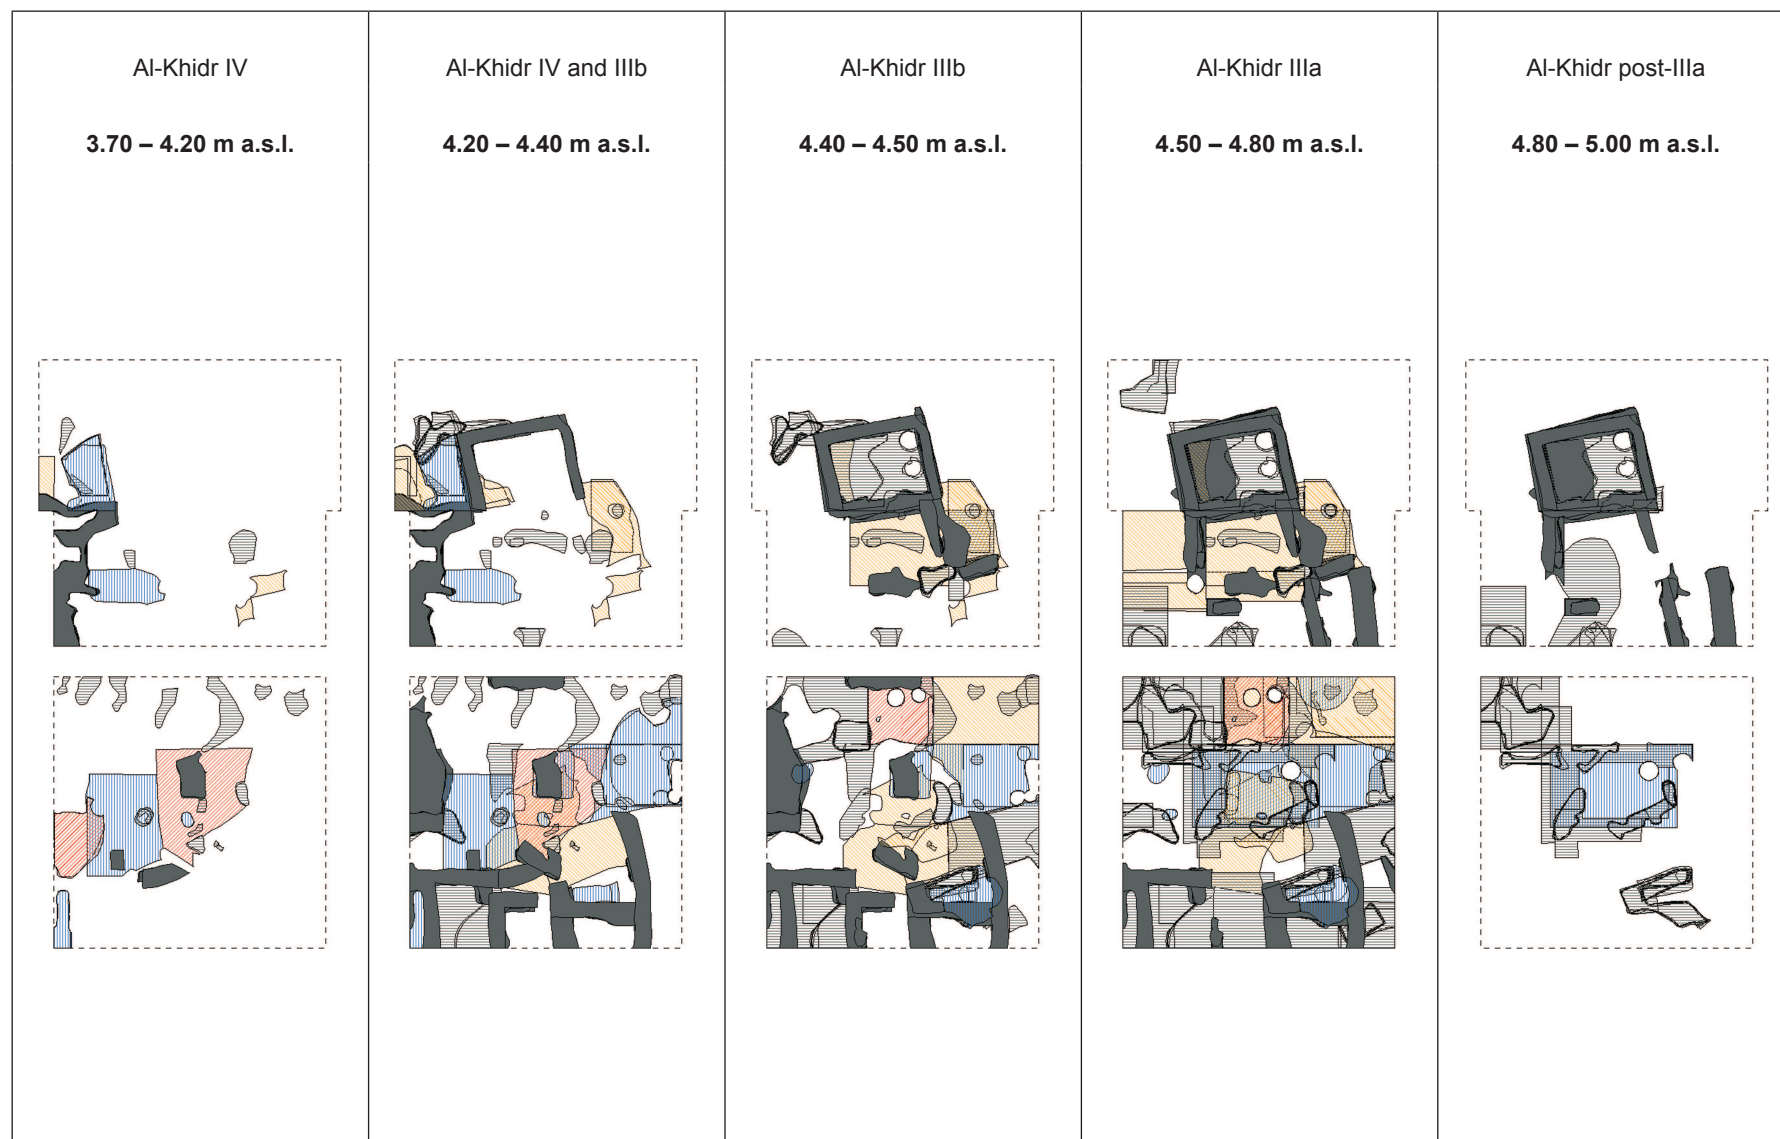 Al-Khidr IV
3.70 – 4.20 m a.s.l.
Al-Khidr IV and IIIb
4.20 – 4.40 m a.s.l.
Al-Khidr IIIb
4.40 – 4.50 m a.s.l.
Al-Khidr IIIa
4.50 – 4.80 m a.s.l.
Al-Khidr post-IIIa
4.80 – 5.00 m a.s.l.